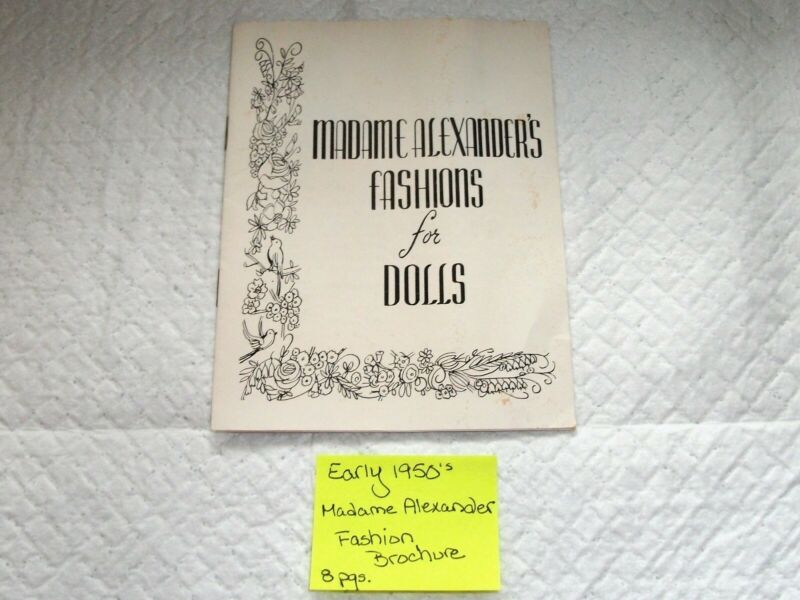 MADAME ALEXANDER'S
FASHIONS
for
DOLLS
Early 1950's
Madame Alexander
Fashion
Brochure
8 pgs.